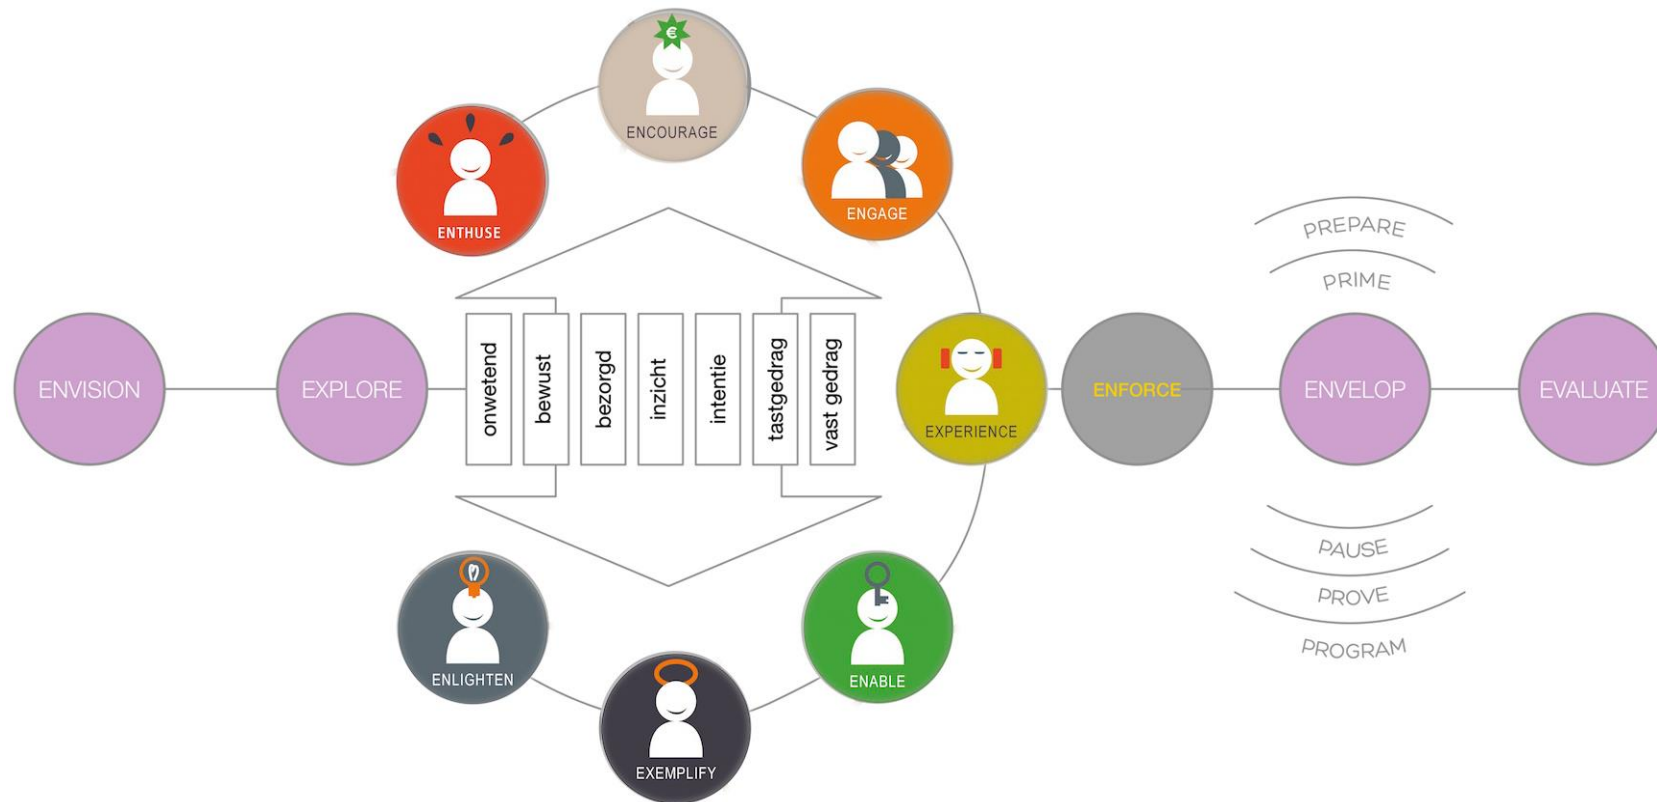 €
ENCOURAGE
ENTHUSE
ENGAGE
PREPARE
PRIME
ENVISION
EXPLORE
onwetend
bewust
bezorgd
inzicht
intentie
tastgedrag
vast gedrag
EXPERIENCE
ENFORCE
ENVELOP
EVALUATE
PAUSE
PROVE
PROGRAM
ENLIGHTEN
EXEMPLIFY
ENABLE